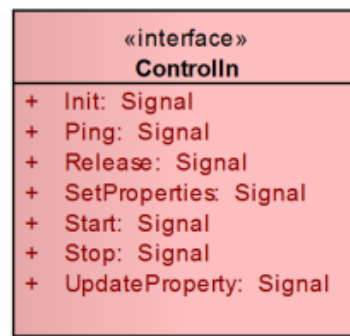 «interface»
ControlIn
+ Init: Signal
+ Ping: Signal
+ Release: Signal
+ SetProperties: Signal
+ Start: Signal
+ Stop: Signal
+ UpdateProperty: Signal